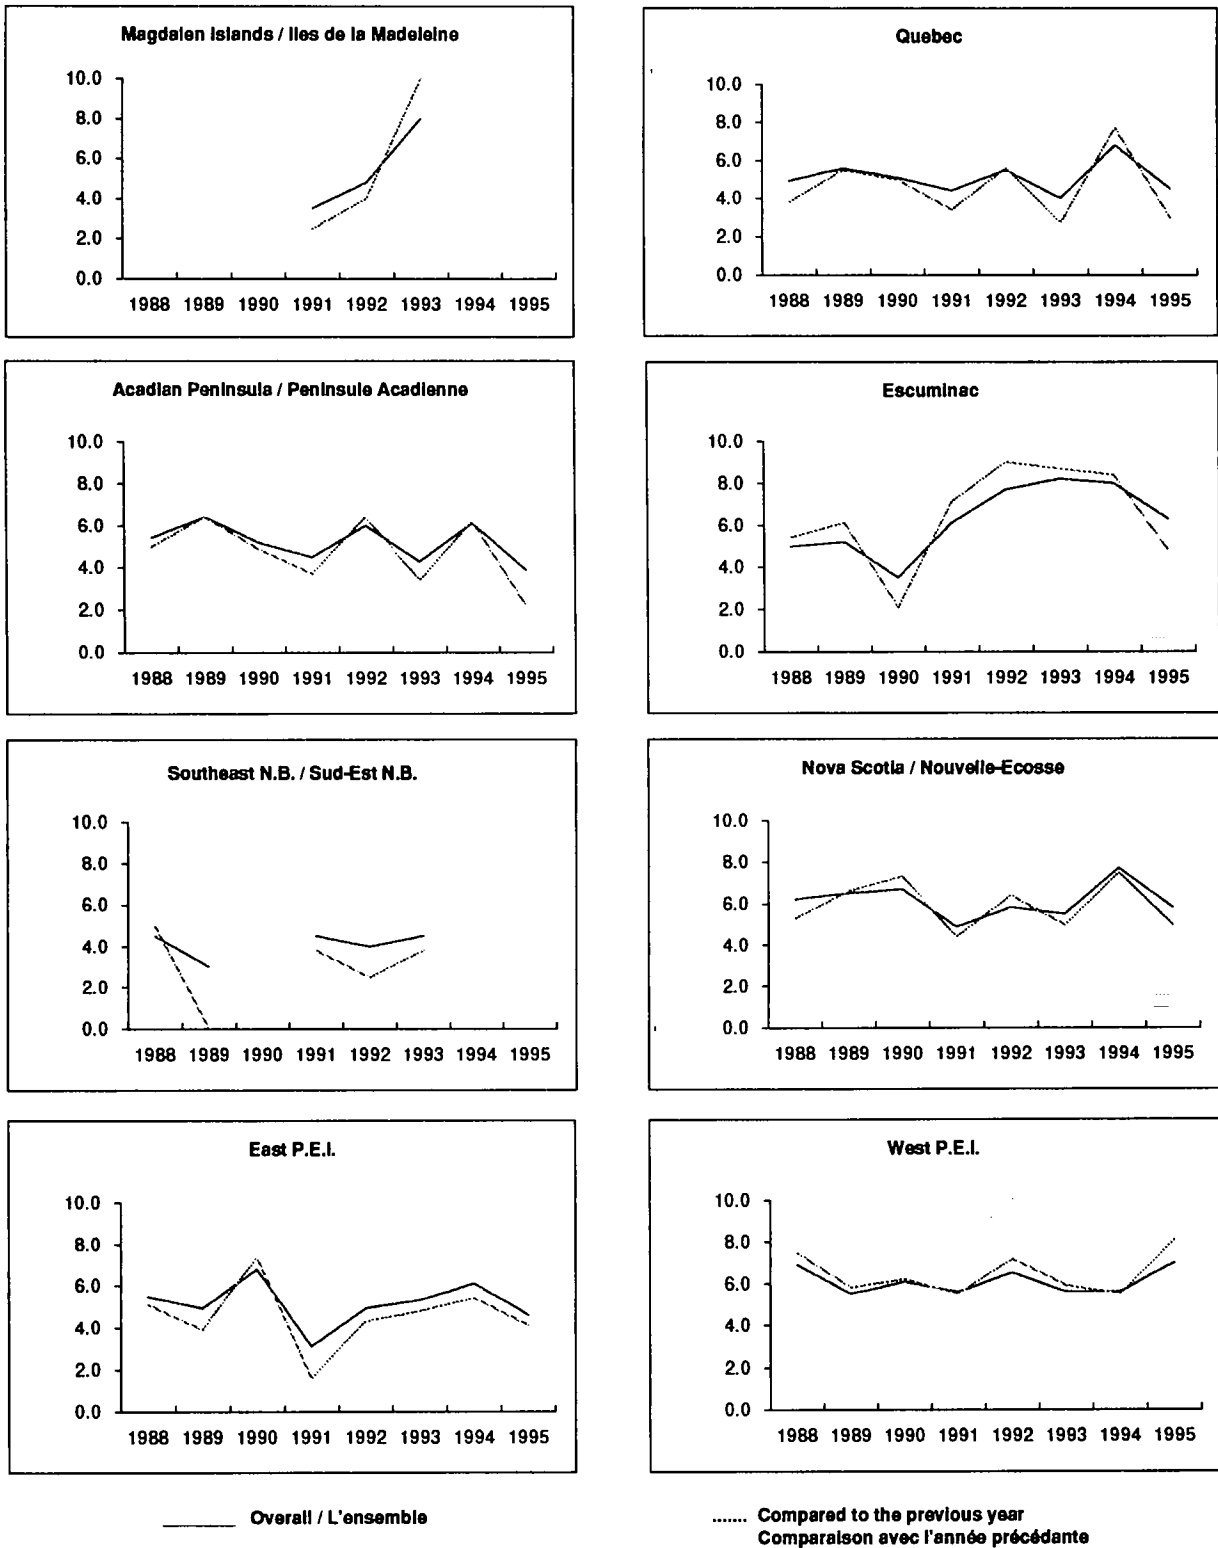 Magdalen Islands / Iles de la Madeleine
10.0
8.0
6.0
4.0
2.0
0.0
1988 1989 1990 1991 1992 1993 1994 1995
Quebec
10.0
8.0
6.0
4.0
2.0
0.0
1988 1989 1990 1991 1992 1993 1994 1995
Acadian Peninsula / Peninsule Acadienne
10.0
8.0
6.0
4.0
2.0
0.0
1988 1989 1990 1991 1992 1993 1994 1995
Escuminac
10.0
8.0
6.0
4.0
2.0
0.0
1988 1989 1990 1991 1992 1993 1994 1995
Southeast N.B. / Sud-Est N.B.
10.0
8.0
6.0
4.0
2.0
0.0
1988 1989 1990 1991 1992 1993 1994 1995
Nova Scotia / Nouvelle-Ecosse
10.0
8.0
6.0
4.0
2.0
0.0
1988 1989 1990 1991 1992 1993 1994 1995
East P.E.I.
10.0
8.0
6.0
4.0
2.0
0.0
1988 1989 1990 1991 1992 1993 1994 1995
West P.E.I.
10.0
8.0
6.0
4.0
2.0
0.0
1988 1989 1990 1991 1992 1993 1994 1995
Overall / L'ensemble
Compared to the previous year
Comparaison avec l'année précédante